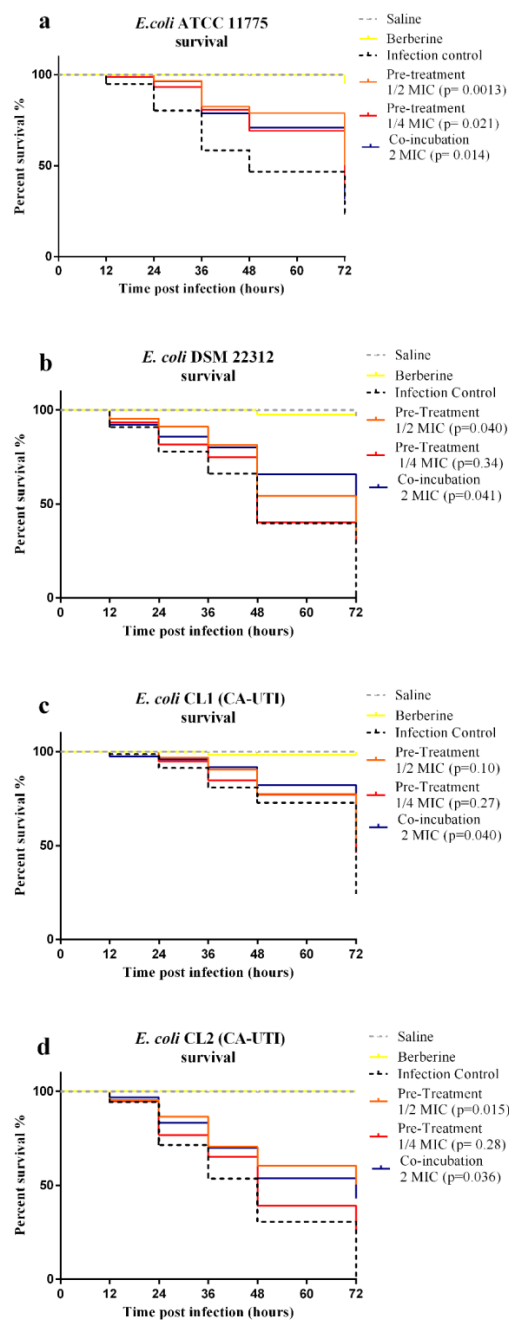 a
E.coli ATCC 11775
survival
Saline
Berberine
Infection control
Pre-treatment
1/2 MIC (p= 0.0013)
Pre-treatment
1/4 MIC (p= 0.021)
Co-incubation
2 MIC (p= 0.014)
Percent survival %
100
50
0
0 12 24 36 48 60 72
Time post infection (hours)
b
E. coli DSM 22312
survival
Saline
Berberine
Infection Control
Pre-Treatment
1/2 MIC (p=0.040)
Pre-Treatment
1/4 MIC (p=0.34)
Co-incubation
2 MIC (p=0.041)
Percent survival %
100
50
0
0 12 24 36 48 60 72
Time post infection (hours)
c
E. coli CL1 (CA-UTI)
survival
Saline
Berberine
Infection Control
Pre-Treatment
1/2 MIC (p=0.10)
Pre-Treatment
1/4 MIC (p=0.27)
Co-incubation
2 MIC (p=0.040)
Percent survival %
100
50
0
0 12 24 36 48 60 72
Time post infection (hours)
d
E. coli CL2 (CA-UTI)
survival
Saline
Berberine
Infection Control
Pre-Treatment
1/2 MIC (p=0.015)
Pre-Treatment
1/4 MIC (p= 0.28)
Co-incubation
2 MIC (p=0.036)
Percent survival %
100
50
0
0 12 24 36 48 60 72
Time post infection (hours)